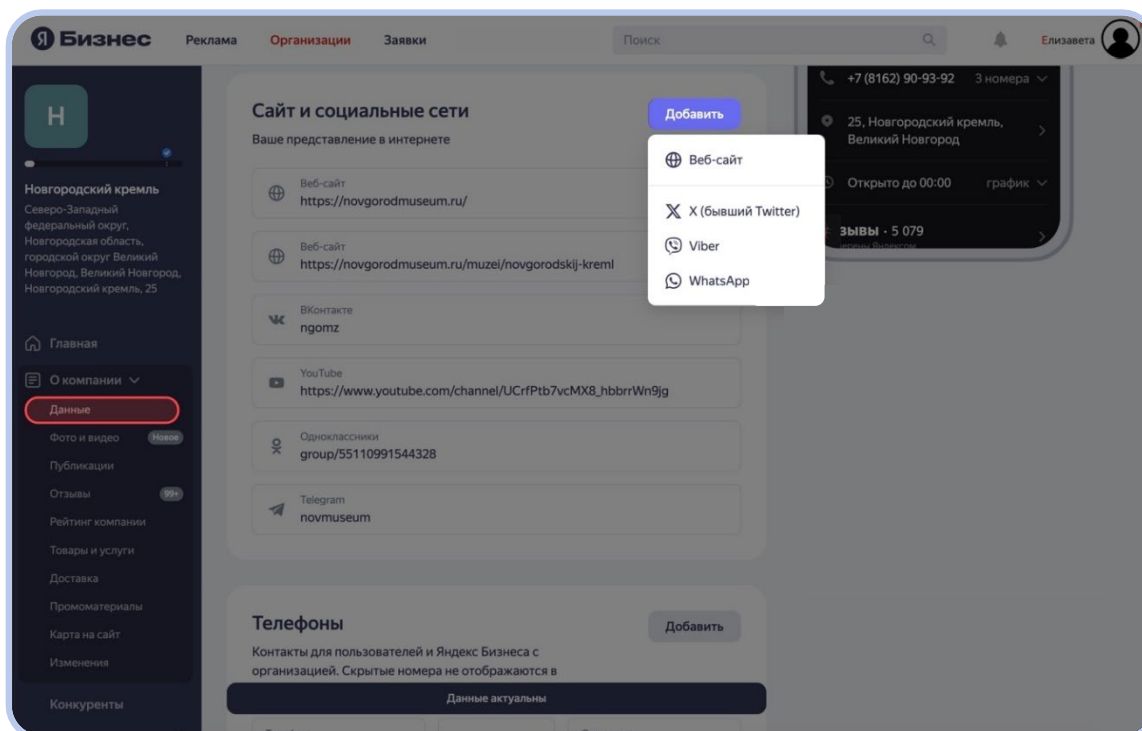 Я Бизнес
Реклама
Организации
Заявки
Поиск
Елизавета
Н
Новгородский кремль
Северо-Западный
федеральный округ,
Новгородская область,
городской округ Великий
Новгород, Великий Новгород,
Новгородский кремль, 25
Главная
О компании
Данные
Фото и видео Новое
Публикации
Отзывы 99+
Рейтинг компании
Товары и услуги
Доставка
Промоматериалы
Карта на сайт
Изменения
Конкуренты
Сайт и социальные сети
Ваше представление в интернете
Добавить
Веб-сайт
X (бывший Twitter)
Viber
WhatsApp
Веб-сайт
https://novgorodmuseum.ru/
Веб-сайт
https://novgorodmuseum.ru/muzei/novgorodskij-kreml
ВКонтакте
ngomz
YouTube
https://www.youtube.com/channel/UCrfPtb7vcMX8_hbbrrWn9jg
Одноклассники
group/55110991544328
Telegram
novmuseum
Телефоны
Добавить
Контакты для пользователей и Яндекс Бизнеса с
организацией. Скрытые номера не отображаются в
Данные актуальны
+7 (8162) 90-93-92 3 номера
25, Новгородский кремль,
Великий Новгород
Открыто до 00:00 график
зывы · 5 079